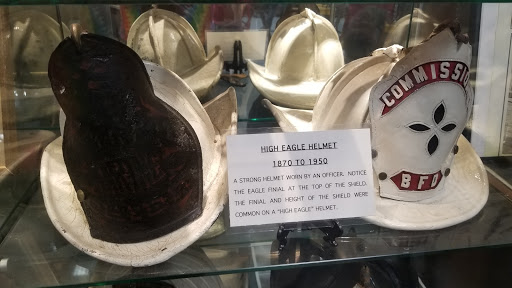 HIGH EAGLE HELMET
1870 TO 1950
A STRONG HELMET WORN BY AN OFFICER. NOTICE
THE EAGLE FINIAL AT THE TOP OF THE SHIELD.
THE FINIAL AND HEIGHT OF THE SHIELD WERE
COMMON ON A "HIGH EAGLE" HELMET.
COMMISSI
BFD